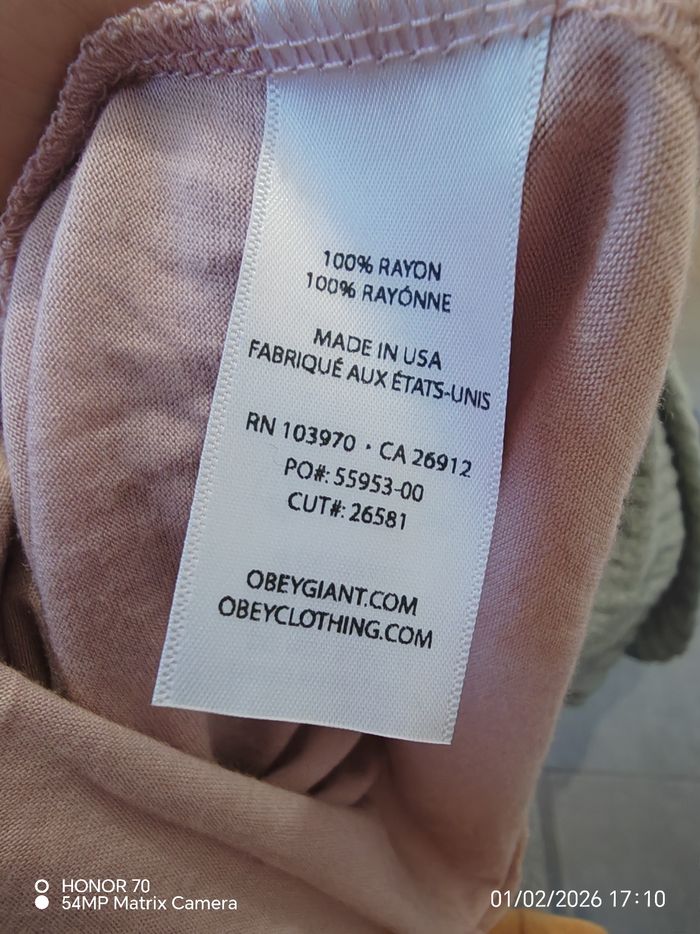 100% RAYON
100% RAYÓNNE
MADE IN USA
FABRIQUÉ AUX ÉTATS-UNIS
RN 103970 · CA 26912
PO#: 55953-00
CUT#: 26581
OBEYGIANT.COM
OBEYCLOTHING.COM
HONOR 70
54MP Matrix Camera
01/02/2026 17:10